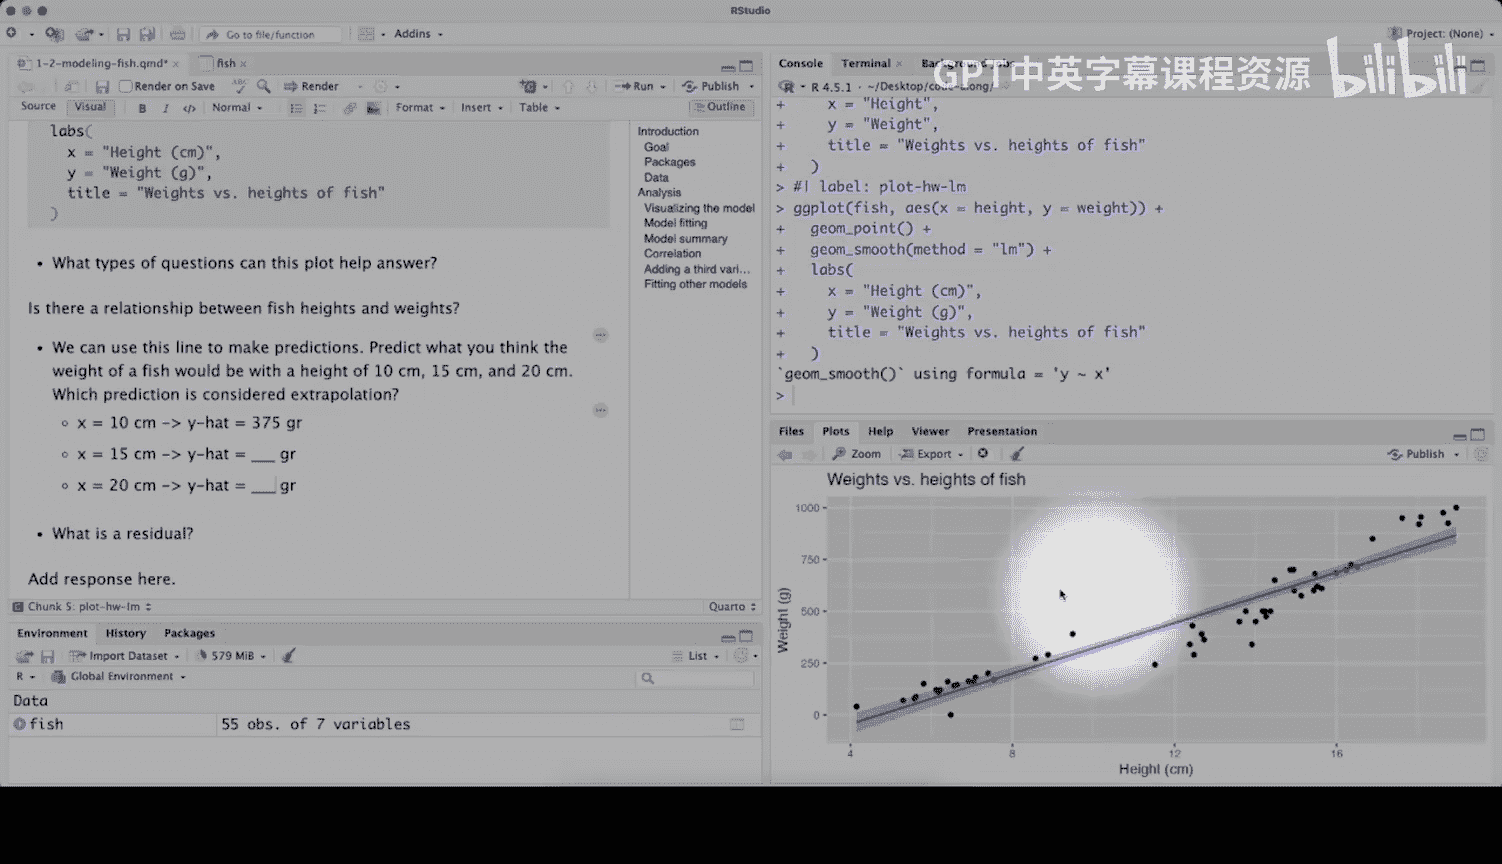 RStudio
Go to file/function
Addins
Project: (None)
1-2-modeling-fish.qmd*
fish
Render on Save
Render
Run
Publish
Source
Visual
B
I
</>
Normal
Format
Insert
Table
Outline
labs(
x = "Height (cm)",
y = "Weight (g)",
title = "Weights vs. heights of fish"
)
• What types of questions can this plot help answer?
Is there a relationship between fish heights and weights?
• We can use this line to make predictions. Predict what you think the
weight of a fish would be with a height of 10 cm, 15 cm, and 20 cm.
Which prediction is considered extrapolation?
◦ x = 10 cm -> y-hat = 375 gr
◦ x = 15 cm -> y-hat = ___ gr
◦ x = 20 cm -> y-hat = ___ gr
• What is a residual?
Add response here.
Introduction
Goal
Packages
Data
Analysis
Visualizing the model
Model fitting
Model summary
Correlation
Adding a third vari...
Fitting other models
Chunk 5: plot-hw-lm
Quarto
Environment
History
Packages
Import Dataset
579 MiB
List
R
Global Environment
Data
fish
55 obs. of 7 variables
Console
Terminal
Background Jobs
GPT中英字幕课程资源
bilibili
R 4.5.1 · ~/Desktop/code-along/
+ x = "Height",
+ y = "Weight",
+ title = "Weights vs. heights of fish"
+ )
> #| label: plot-hw-lm
> ggplot(fish, aes(x = height, y = weight)) +
+ geom_point() +
+ geom_smooth(method = "lm") +
+ labs(
+ x = "Height (cm)",
+ y = "Weight (g)",
+ title = "Weights vs. heights of fish"
+ )
`geom_smooth()` using formula = 'y ~ x'
>
Files
Plots
Help
Viewer
Presentation
Zoom
Export
Publish
Weights vs. heights of fish
1000
750
500
250
0
Weight (g)
4
8
12
16
Height (cm)